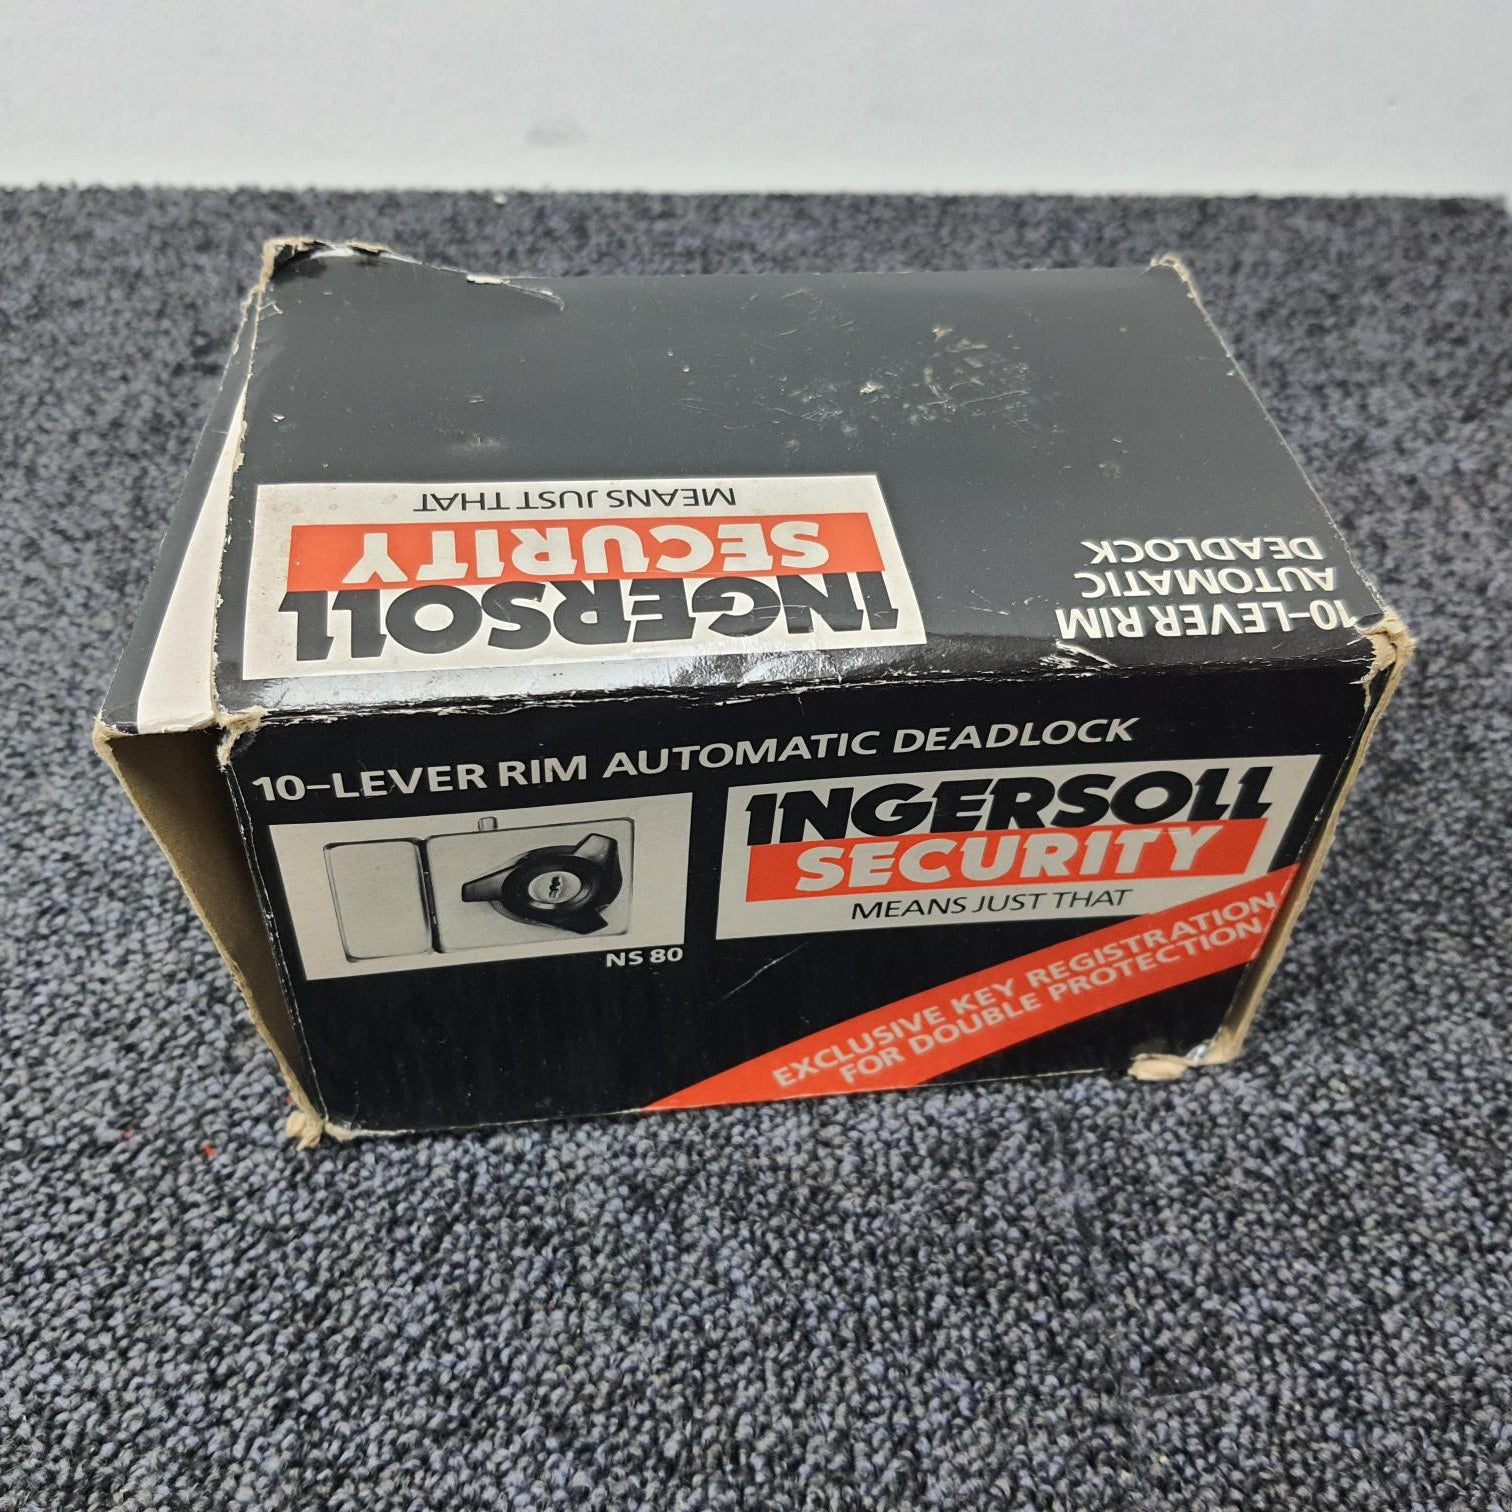 10-LEVER RIM
AUTOMATIC
DEADLOCK
INGERSOLL
SECURITY
MEANS JUST THAT
10-LEVER RIM AUTOMATIC DEADLOCK
NS 80
INGERSOLL
SECURITY
MEANS JUST THAT
EXCLUSIVE KEY REGISTRATION
FOR DOUBLE PROTECTION